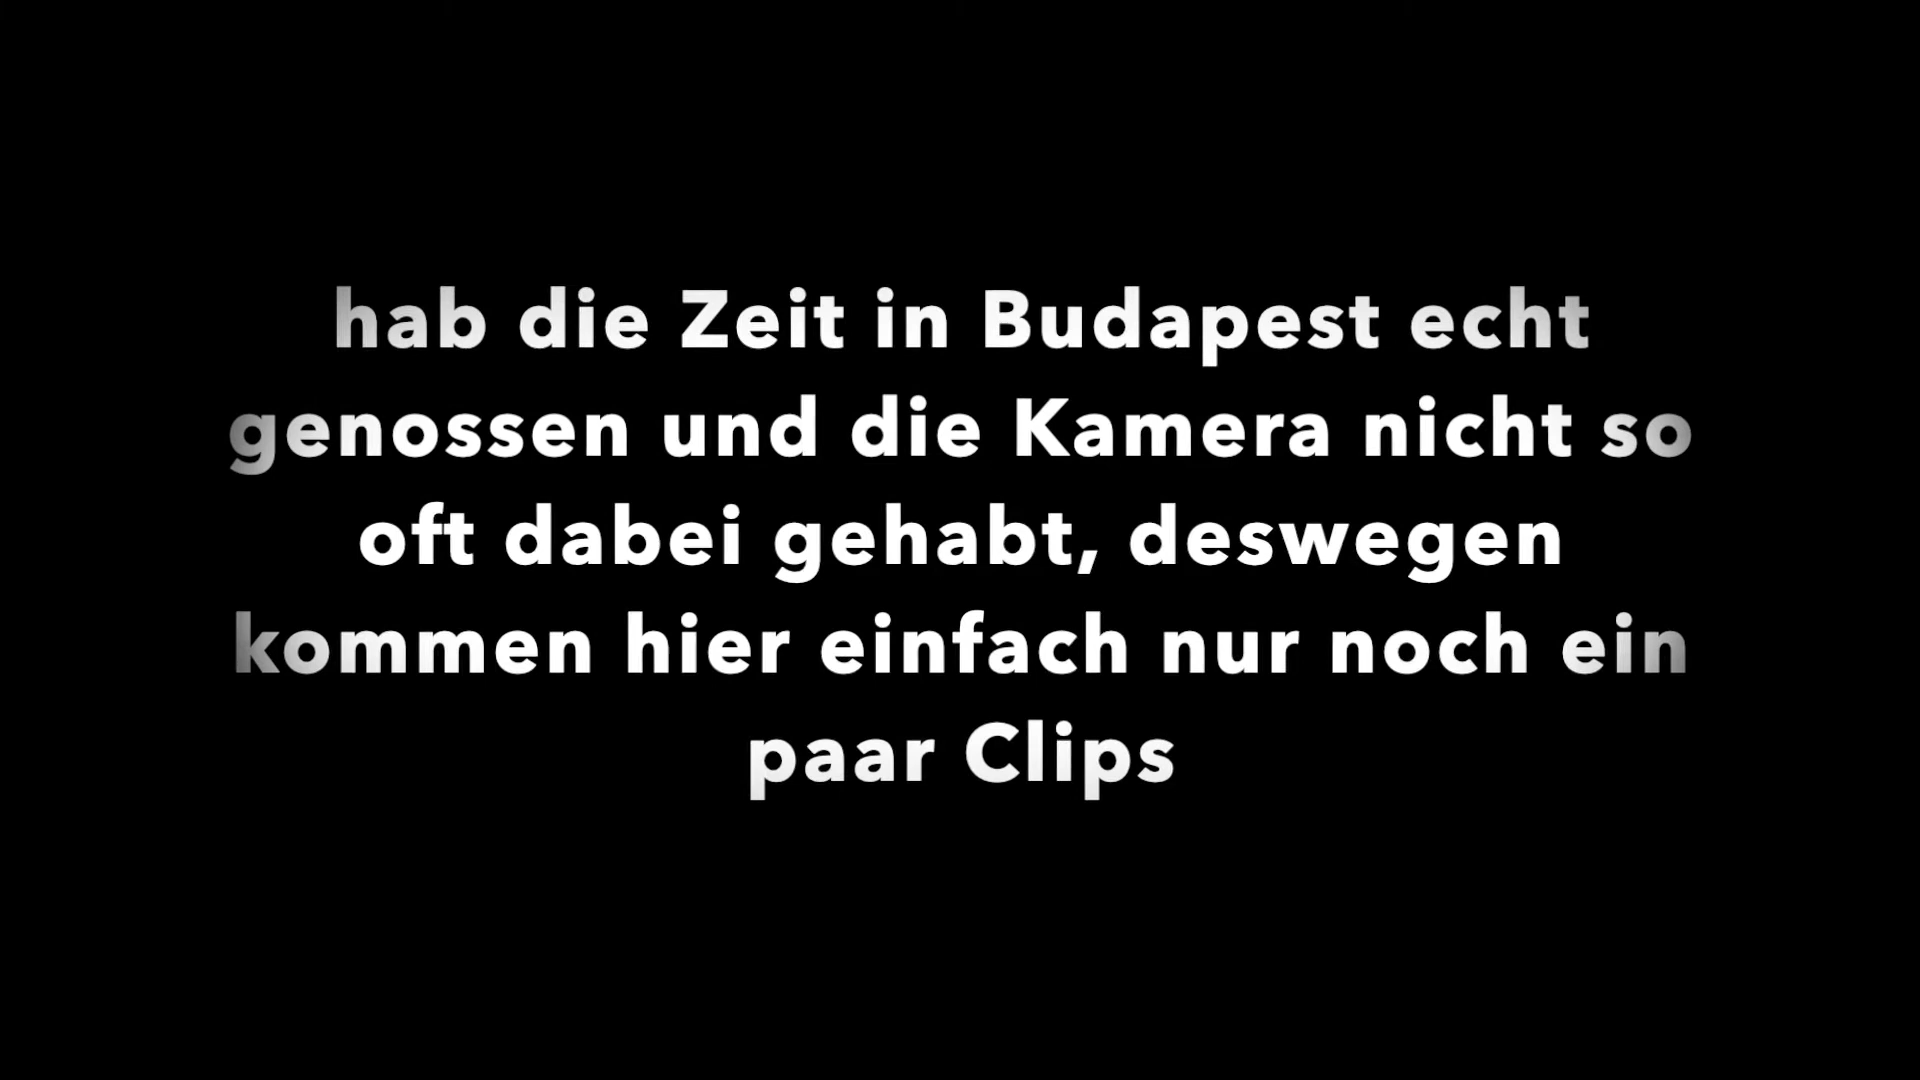 hab die Zeit in Budapest echt
genossen und die Kamera nicht so
oft dabei gehabt, deswegen
kommen hier einfach nur noch ein
paar Clips